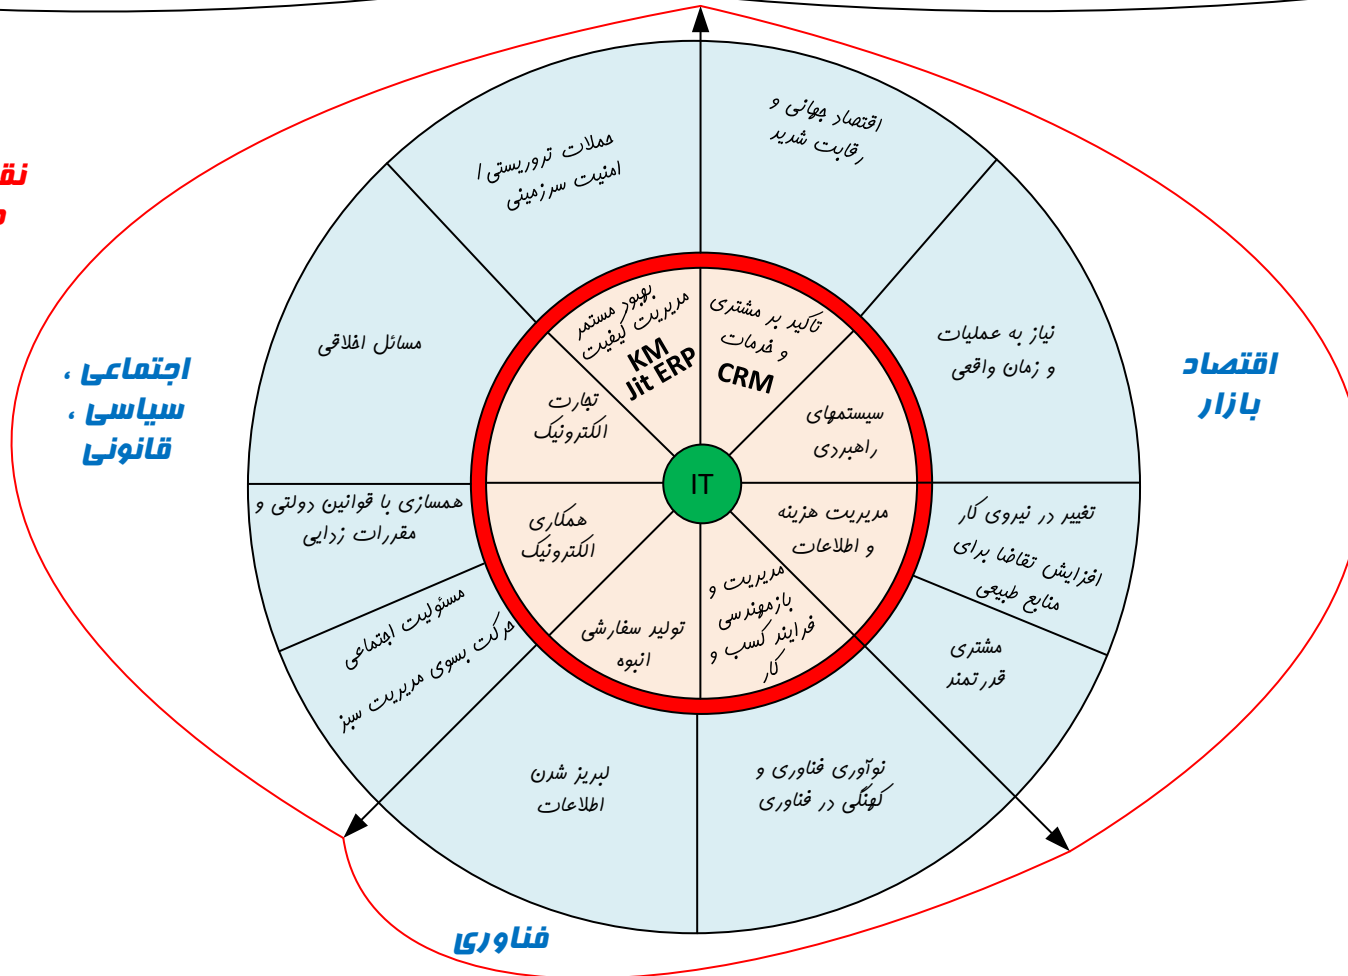 حملات تروریستی /
امنیت سرزمینی
اقتصاد جهانی و
رقابت شدید
نیاز به عملیات
و زمان واقعی
مسائل اخلاقی
بهبود مستمر
مدیریت کیفیت
KM
Jit ERP
تاکید بر مشتری
و خدمات
CRM
تجارت
الکترونیک
سیستمهای
راهبردی
IT
اجتماعی ،
سیاسی ،
قانونی
اقتصاد
بازار
همسازی با قوانین دولتی و
مقررات زدایی
همکاری
الکترونیک
مدیریت هزینه
و اطلاعات
تغییر در نیروی کار
افزایش تقاضا برای
منابع طبیعی
مسئولیت اجتماعی
حرکت بسوی مدیریت سبز
تولید سفارشی
انبوه
مدیریت و
بازمهندسی
فرایند کسب و
کار
مشتری
قدرتمند
لبریز شدن
اطلاعات
نوآوری فناوری و
کهنگی در فناوری
فناوری